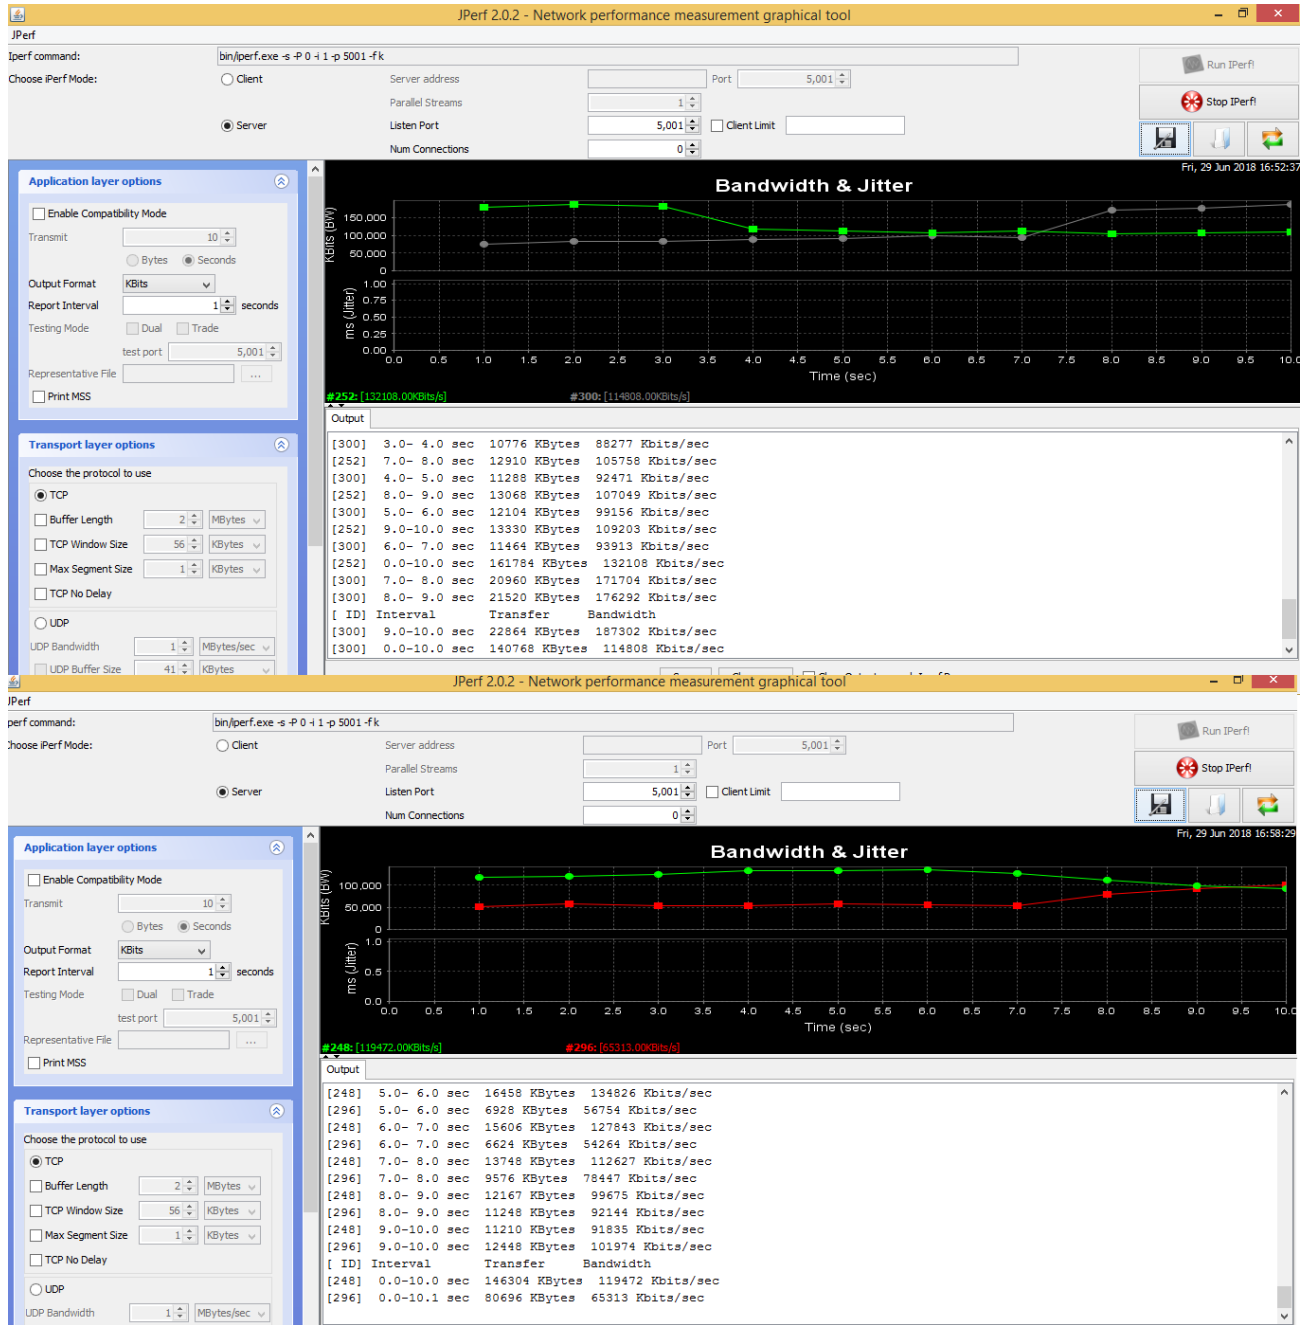 JPerf 2.0.2 - Network performance measurement graphical tool
JPerf
Iperf command: bin/iperf.exe -s -P 0 -i 1 -p 5001 -f k
Choose iPerf Mode: Client Server address Port 5,001
Run IPerf!
Parallel Streams 1
Stop IPerf!
Server Listen Port 5,001 Client Limit
Num Connections 0
Fri, 29 Jun 2018 16:52:37
Application layer options
Enable Compatibility Mode
Transmit 10
Bytes Seconds
Output Format KBits
Report Interval 1 seconds
Testing Mode Dual Trade
test port 5,001
Representative File ...
Print MSS
Transport layer options
Choose the protocol to use
TCP
Buffer Length 2 MBytes
TCP Window Size 56 KBytes
Max Segment Size 1 KBytes
TCP No Delay
UDP
UDP Bandwidth 1 MBytes/sec
UDP Buffer Size 41 KBytes
Bandwidth & Jitter
KBits (BW)
150,000
100,000
50,000
0
ms (Jitter)
1.00
0.75
0.50
0.25
0.00
0.0 0.5 1.0 1.5 2.0 2.5 3.0 3.5 4.0 4.5 5.0 5.5 6.0 6.5 7.0 7.5 8.0 8.5 9.0 9.5 10.0
Time (sec)
#252: [132108.00KBits/s] #300: [114808.00KBits/s]
Output
[300] 3.0- 4.0 sec 10776 KBytes 88277 Kbits/sec
[252] 7.0- 8.0 sec 12910 KBytes 105758 Kbits/sec
[300] 4.0- 5.0 sec 11288 KBytes 92471 Kbits/sec
[252] 8.0- 9.0 sec 13068 KBytes 107049 Kbits/sec
[300] 5.0- 6.0 sec 12104 KBytes 99156 Kbits/sec
[252] 9.0-10.0 sec 13330 KBytes 109203 Kbits/sec
[300] 6.0- 7.0 sec 11464 KBytes 93913 Kbits/sec
[252] 0.0-10.0 sec 161784 KBytes 132108 Kbits/sec
[300] 7.0- 8.0 sec 20960 KBytes 171704 Kbits/sec
[300] 8.0- 9.0 sec 21520 KBytes 176292 Kbits/sec
[ ID] Interval Transfer Bandwidth
[300] 9.0-10.0 sec 22864 KBytes 187302 Kbits/sec
[300] 0.0-10.0 sec 140768 KBytes 114808 Kbits/sec
JPerf 2.0.2 - Network performance measurement graphical tool
JPerf
perf command: bin/iperf.exe -s -P 0 -i 1 -p 5001 -f k
Choose iPerf Mode: Client Server address Port 5,001
Run IPerf!
Parallel Streams 1
Stop IPerf!
Server Listen Port 5,001 Client Limit
Num Connections 0
Fri, 29 Jun 2018 16:58:29
Application layer options
Enable Compatibility Mode
Transmit 10
Bytes Seconds
Output Format KBits
Report Interval 1 seconds
Testing Mode Dual Trade
test port 5,001
Representative File ...
Print MSS
Transport layer options
Choose the protocol to use
TCP
Buffer Length 2 MBytes
TCP Window Size 56 KBytes
Max Segment Size 1 KBytes
TCP No Delay
UDP
UDP Bandwidth 1 MBytes/sec
Bandwidth & Jitter
KBits (BW)
100,000
50,000
0
ms (Jitter)
1.0
0.5
0.0
0.0 0.5 1.0 1.5 2.0 2.5 3.0 3.5 4.0 4.5 5.0 5.5 6.0 6.5 7.0 7.5 8.0 8.5 9.0 9.5 10.0
Time (sec)
#248: [119472.00KBits/s] #296: [65313.00KBits/s]
Output
[248] 5.0- 6.0 sec 16458 KBytes 134826 Kbits/sec
[296] 5.0- 6.0 sec 6928 KBytes 56754 Kbits/sec
[248] 6.0- 7.0 sec 15606 KBytes 127843 Kbits/sec
[296] 6.0- 7.0 sec 6624 KBytes 54264 Kbits/sec
[248] 7.0- 8.0 sec 13748 KBytes 112627 Kbits/sec
[296] 7.0- 8.0 sec 9576 KBytes 78447 Kbits/sec
[248] 8.0- 9.0 sec 12167 KBytes 99675 Kbits/sec
[296] 8.0- 9.0 sec 11248 KBytes 92144 Kbits/sec
[248] 9.0-10.0 sec 11210 KBytes 91835 Kbits/sec
[296] 9.0-10.0 sec 12448 KBytes 101974 Kbits/sec
[ ID] Interval Transfer Bandwidth
[248] 0.0-10.0 sec 146304 KBytes 119472 Kbits/sec
[296] 0.0-10.1 sec 80696 KBytes 65313 Kbits/sec